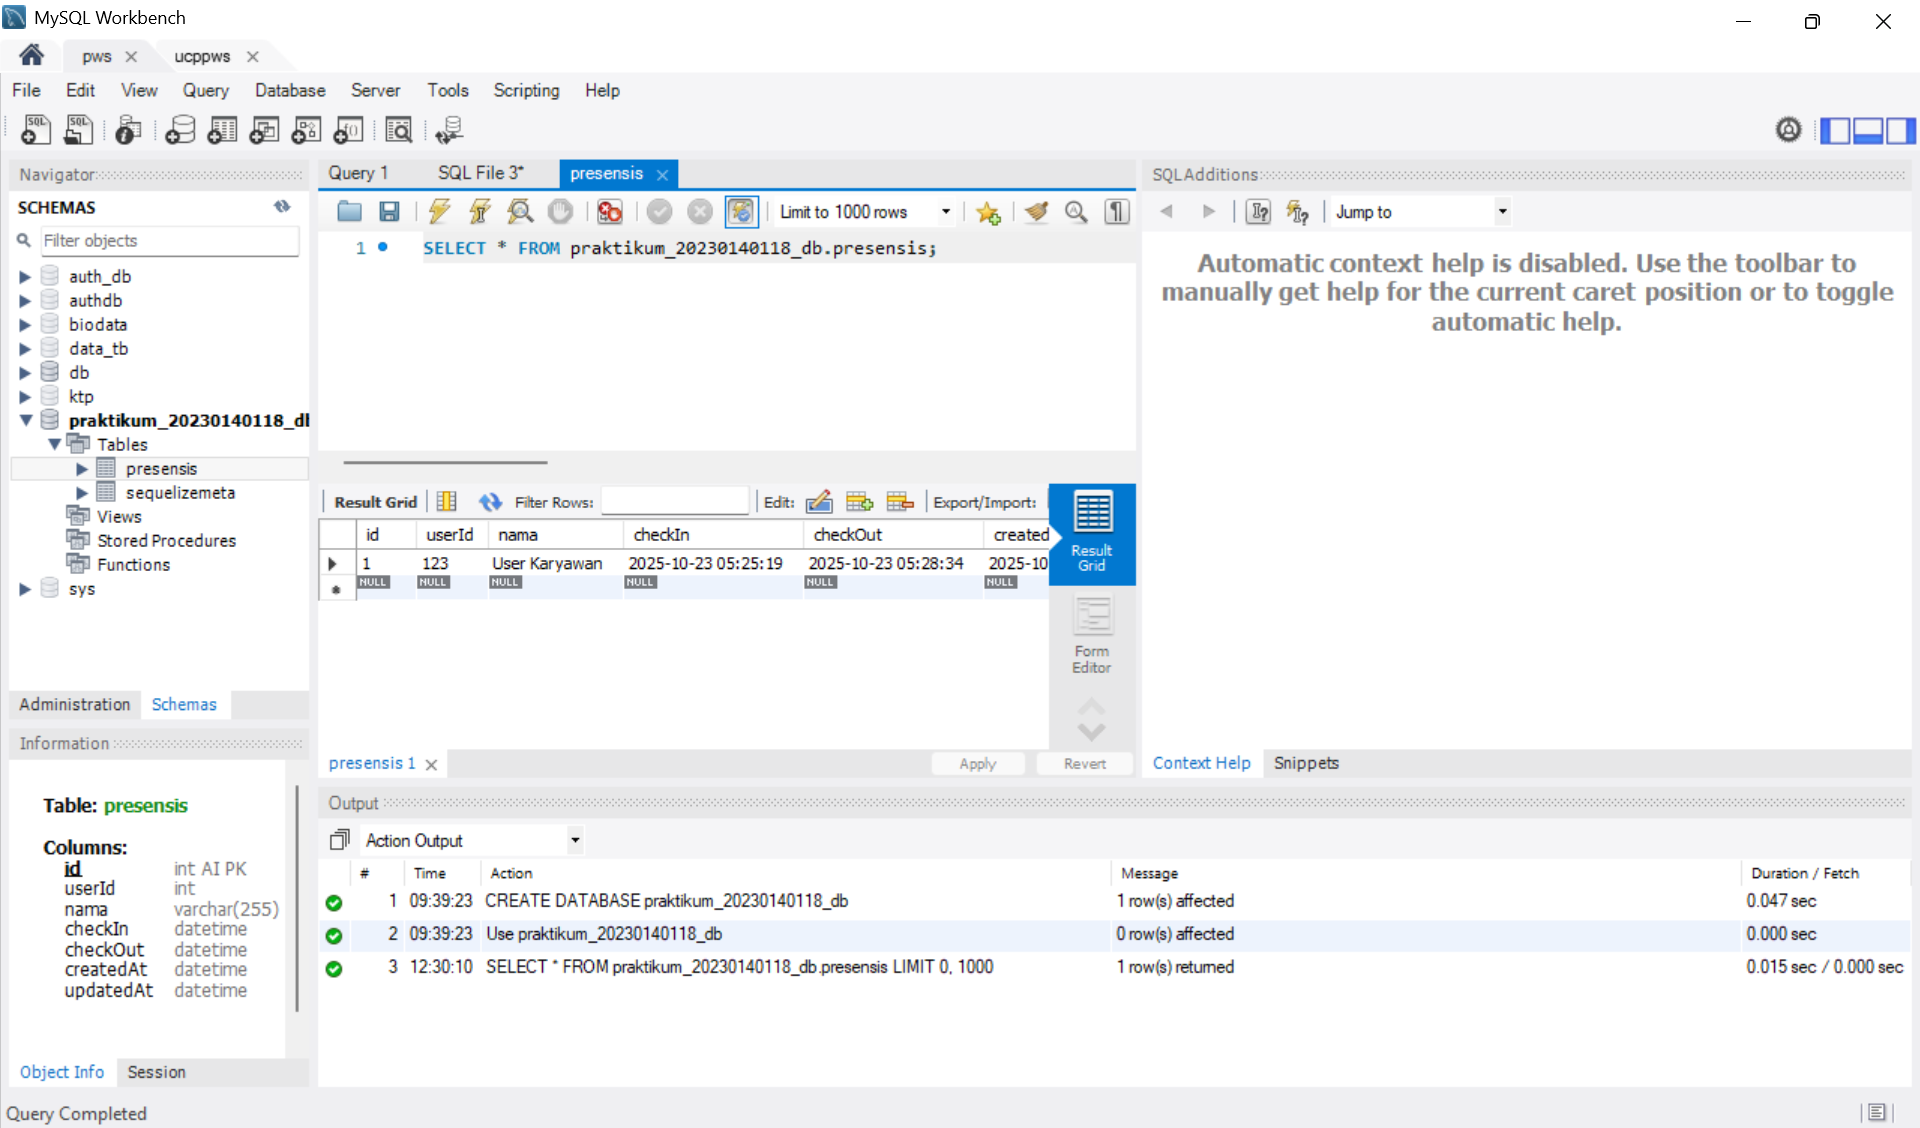 MySQL Workbench
pws
ucppws
File Edit View Query Database Server Tools Scripting Help
Navigator
SCHEMAS
Filter objects
auth_db
authdb
biodata
data_tb
db
ktp
praktikum_20230140118_d
Tables
presensis
sequelizemeta
Views
Stored Procedures
Functions
sys
Administration Schemas
Information
Table: presensis
Columns:
id int AI PK
userId int
nama varchar(255)
checkIn datetime
checkOut datetime
createdAt datetime
updatedAt datetime
Object Info Session
Query 1 SQL File 3* presensis
Limit to 1000 rows
1 SELECT * FROM praktikum_20230140118_db.presensis;
Result Grid Filter Rows: Edit: Export/Import:
id userId nama checkIn checkOut created
1 123 User Karyawan 2025-10-23 05:25:19 2025-10-23 05:28:34 2025-10
NULL NULL NULL NULL NULL NULL
Result
Grid
Form
Editor
presensis 1 Apply Revert
SQLAdditions
Jump to
Automatic context help is disabled. Use the toolbar to
manually get help for the current caret position or to toggle
automatic help.
Context Help Snippets
Output
Action Output
# Time Action Message Duration / Fetch
1 09:39:23 CREATE DATABASE praktikum_20230140118_db 1 row(s) affected 0.047 sec
2 09:39:23 Use praktikum_20230140118_db 0 row(s) affected 0.000 sec
3 12:30:10 SELECT * FROM praktikum_20230140118_db.presensis LIMIT 0, 1000 1 row(s) returned 0.015 sec / 0.000 sec
Query Completed